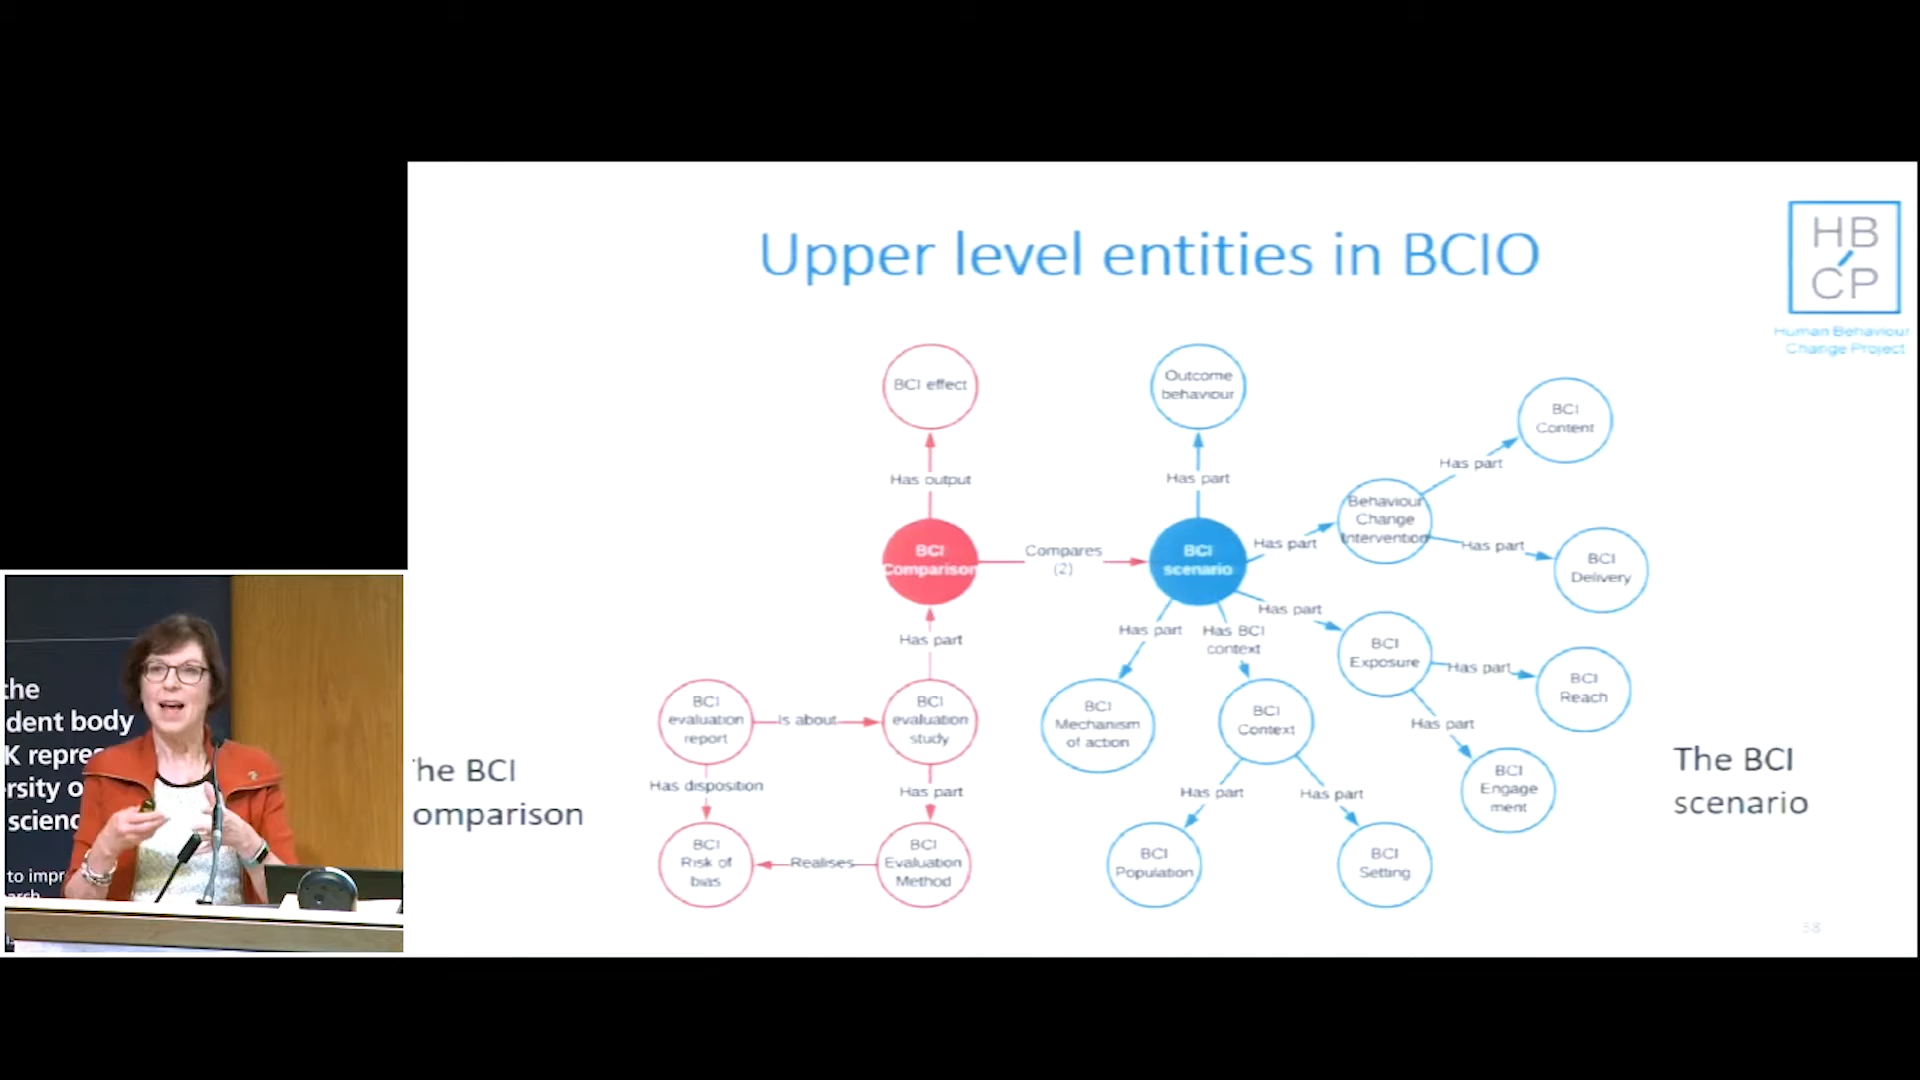 Upper level entities in BCIO
HB
CP
Human Behaviour
Change Project
BCI effect
Has output
BCI
Comparison
Compares
(2)
Has part
BCI
evaluation
report
Is about
BCI
evaluation
study
Has disposition
Has part
BCI
Risk of
bias
Realises
BCI
Evaluation
Method
Outcome
behaviour
Has part
BCI
scenario
Has part
Behaviour
Change
Intervention
Has part
BCI
Content
Has part
BCI
Delivery
Has part
BCI
Exposure
Has part
BCI
Reach
Has part
BCI
Engage
ment
Has part
BCI
Mechanism
of action
Has BCI
context
BCI
Context
Has part
BCI
Population
Has part
BCI
Setting
he BCI
omparison
The BCI
scenario
58
the
dent body
K repre
rsity o
scienc
to impr
arch